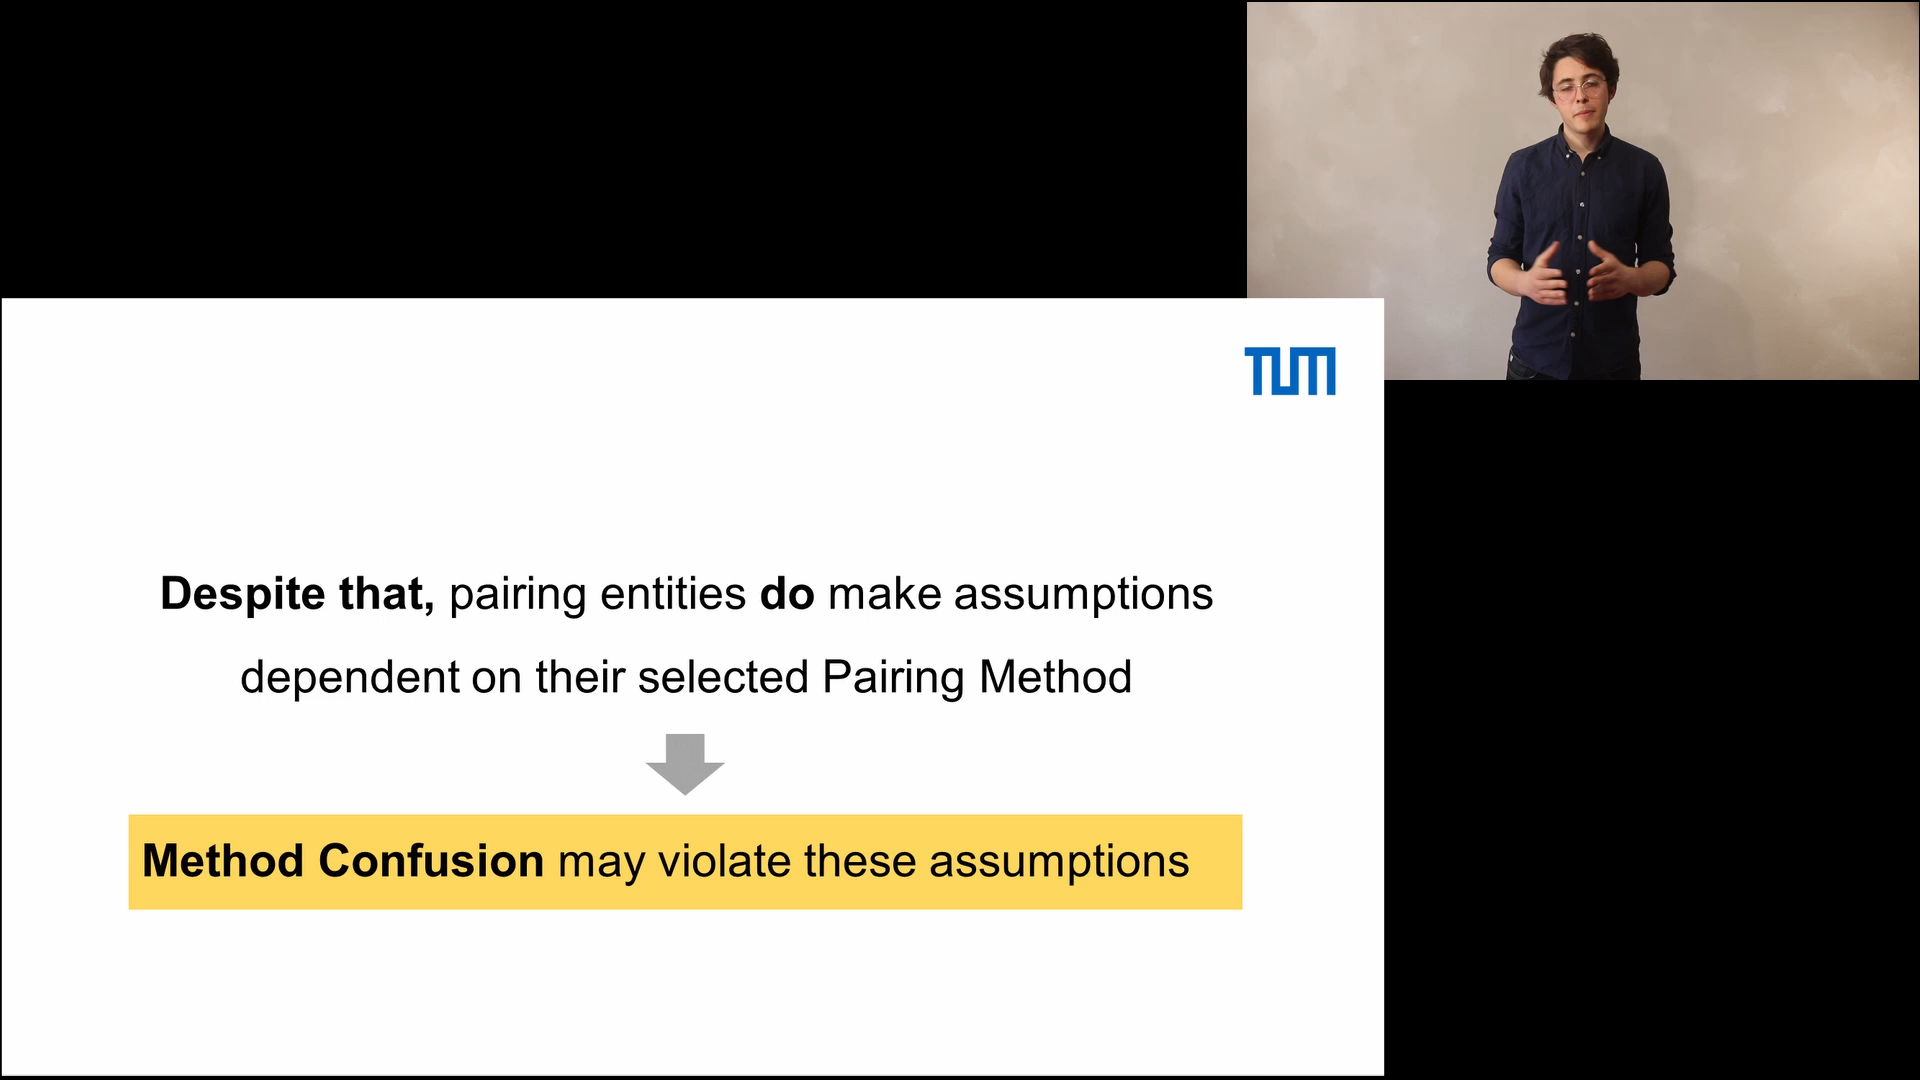 TUM
Despite that, pairing entities do make assumptions
dependent on their selected Pairing Method
Method Confusion may violate these assumptions